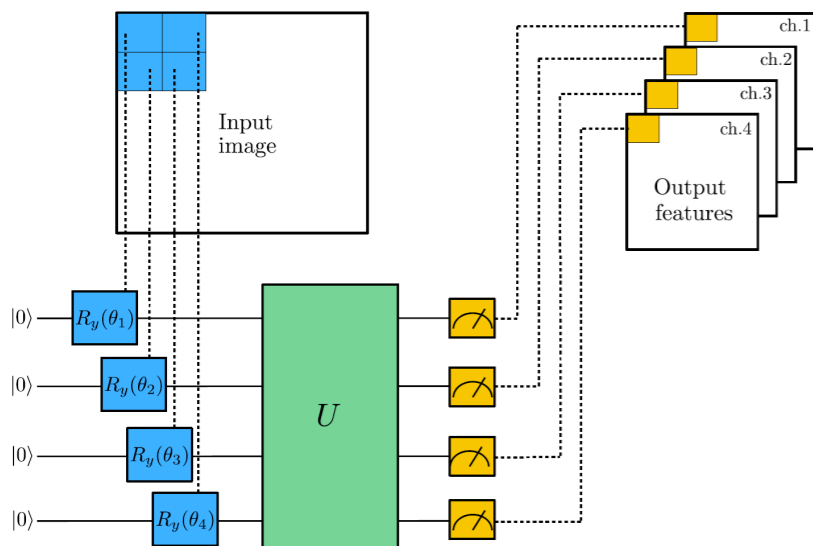 ch.1
ch.2
ch.3
ch.4
Input
image
Output
features
|0⟩ R_y(θ_1)
|0⟩ R_y(θ_2)
U
|0⟩ R_y(θ_3)
|0⟩ R_y(θ_4)